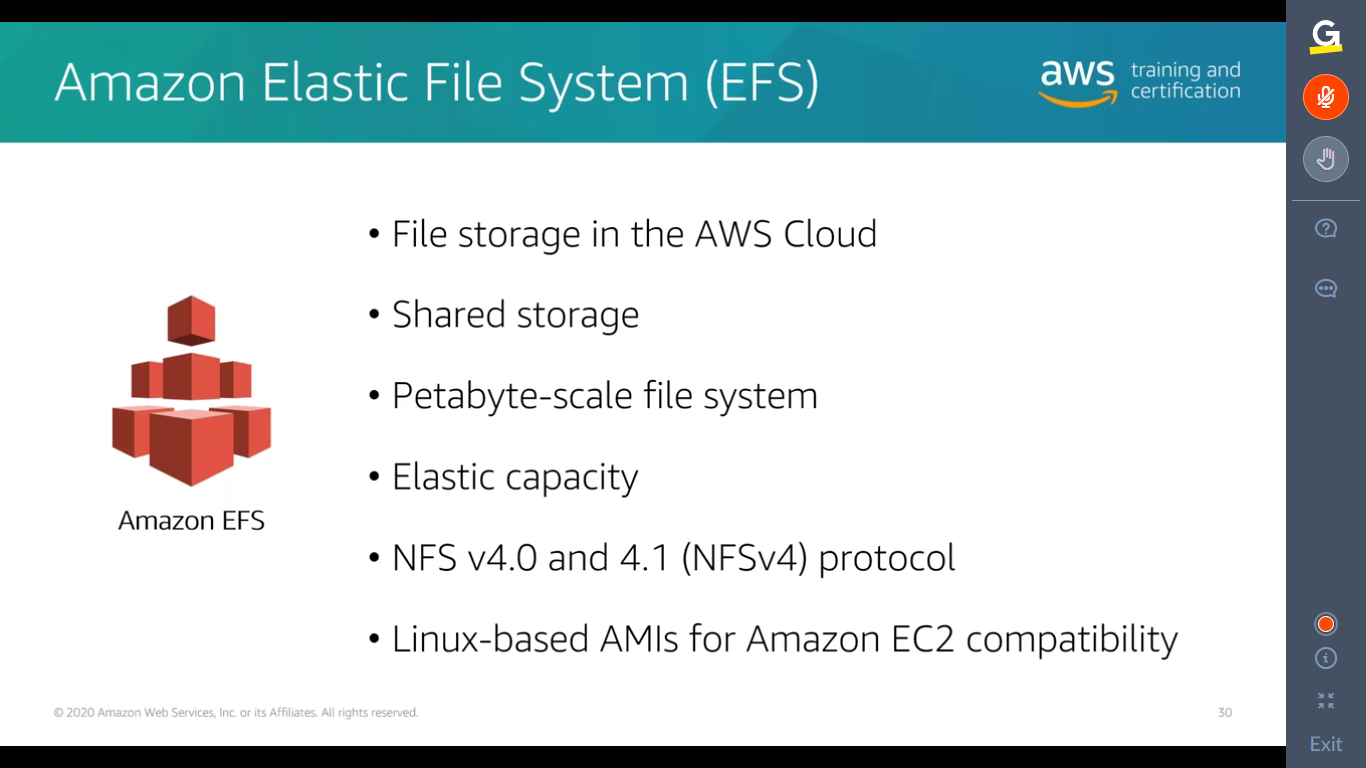 Amazon Elastic File System (EFS)
aws training and
certification
• File storage in the AWS Cloud
• Shared storage
• Petabyte-scale file system
• Elastic capacity
• NFS v4.0 and 4.1 (NFSv4) protocol
• Linux-based AMIs for Amazon EC2 compatibility
Amazon EFS
© 2020 Amazon Web Services, Inc. or its Affiliates. All rights reserved.
30
G
Exit